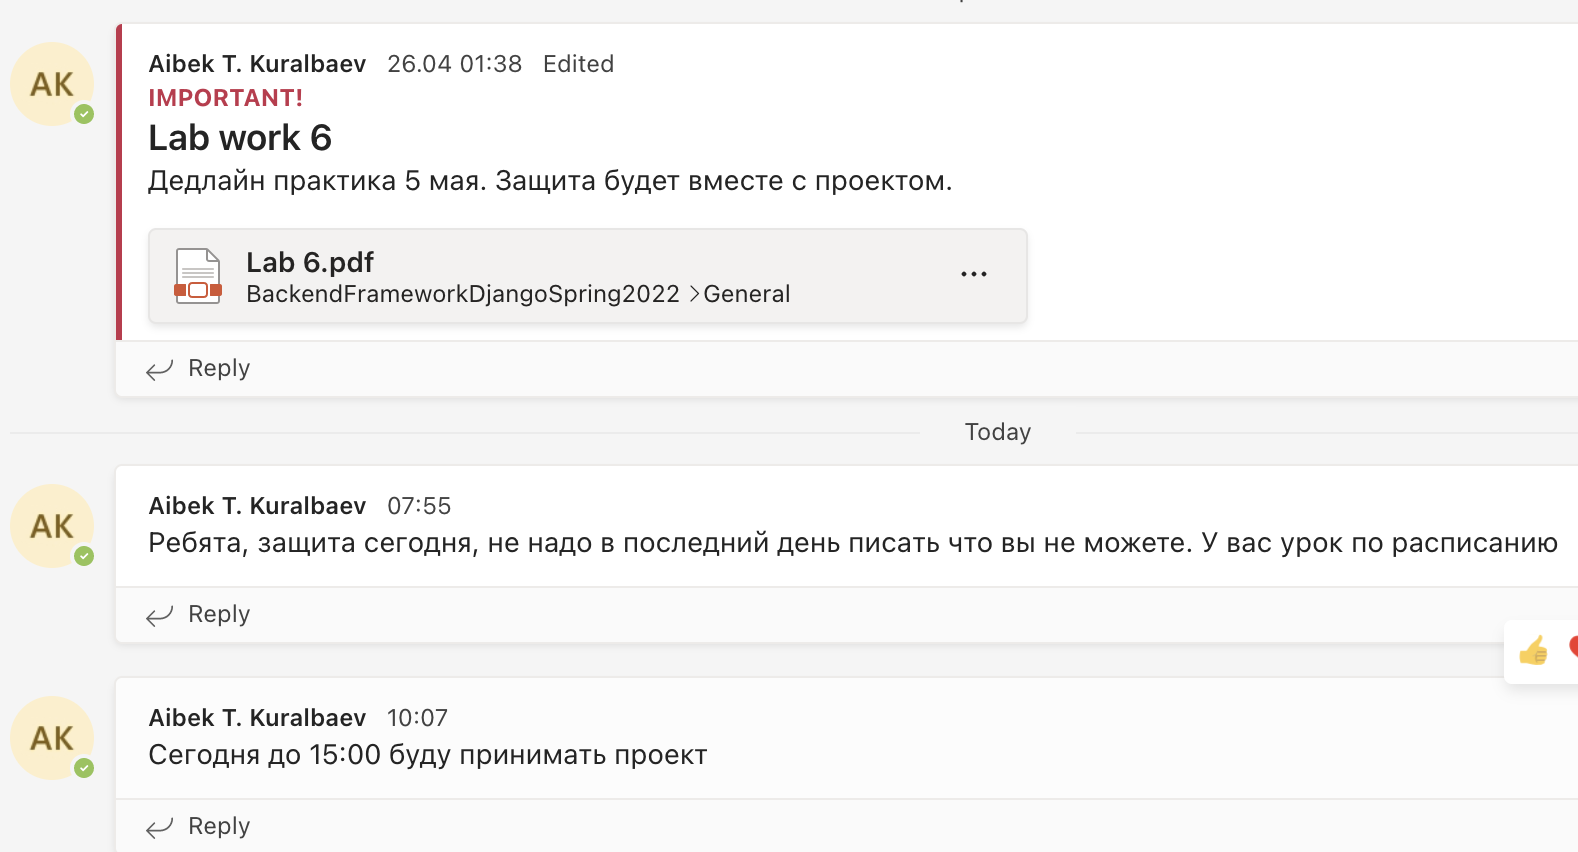 Aibek T. Kuralbaev 26.04 01:38 Edited
AK
IMPORTANT!
Lab work 6
Дедлайн практика 5 мая. Защита будет вместе с проектом.
Lab 6.pdf
BackendFrameworkDjangoSpring2022 >General
Reply
Today
Aibek T. Kuralbaev 07:55
AK
Ребята, защита сегодня, не надо в последний день писать что вы не можете. У вас урок по расписанию
Reply
Aibek T. Kuralbaev 10:07
AK
Сегодня до 15:00 буду принимать проект
Reply